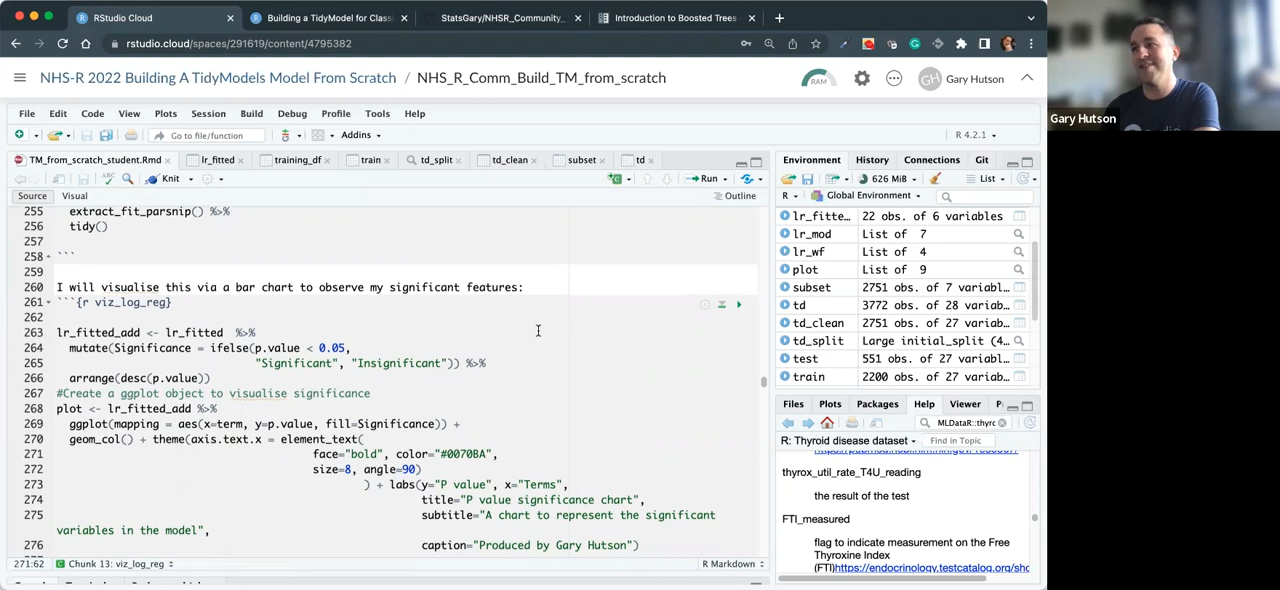 RStudio Cloud
Building a TidyModel for Class
StatsGary/NHSR_Community_
Introduction to Boosted Trees –
rstudio.cloud/spaces/291619/content/4795382
NHS-R 2022 Building A TidyModels Model From Scratch / NHS_R_Comm_Build_TM_from_scratch
RAM
GH Gary Hutson
Gary Hutson
File Edit Code View Plots Session Build Debug Profile Tools Help
Go to file/function Addins R 4.2.1
TM_from_scratch_student.Rmd lr_fitted training_df train td_split td_clean subset td
ABC Knit Run
Source Visual Outline
255 extract_fit_parsnip() %>%
256 tidy()
257
258 ```
259
260 I will visualise this via a bar chart to observe my significant features:
261 ```{r viz_log_reg}
262
263 lr_fitted_add <- lr_fitted %>%
264 mutate(Significance = ifelse(p.value < 0.05,
265 "Significant", "Insignificant")) %>%
266 arrange(desc(p.value))
267 #Create a ggplot object to visualise significance
268 plot <- lr_fitted_add %>%
269 ggplot(mapping = aes(x=term, y=p.value, fill=Significance)) +
270 geom_col() + theme(axis.text.x = element_text(
271 face="bold", color="#0070BA",
272 size=8, angle=90)
273 ) + labs(y="P value", x="Terms",
274 title="P value significance chart",
275 subtitle="A chart to represent the significant
variables in the model",
276 caption="Produced by Gary Hutson")
271:62 Chunk 13: viz_log_reg R Markdown
Environment History Connections Git
626 MiB List
R Global Environment
lr_fitte… 22 obs. of 6 variables
lr_mod List of 7
lr_wf List of 4
plot List of 9
subset 2751 obs. of 7 variabl…
td 3772 obs. of 28 variab…
td_clean 2751 obs. of 27 variab…
td_split Large initial_split (4…
test 551 obs. of 27 variabl…
train 2200 obs. of 27 variab…
Files Plots Packages Help Viewer
MLDataR::thyrc
R: Thyroid disease dataset Find in Topic
thyrox_util_rate_T4U_reading
the result of the test
FTI_measured
flag to indicate measurement on the Free
Thyroxine Index
(FTI)https://endocrinology.testcatalog.org/sho